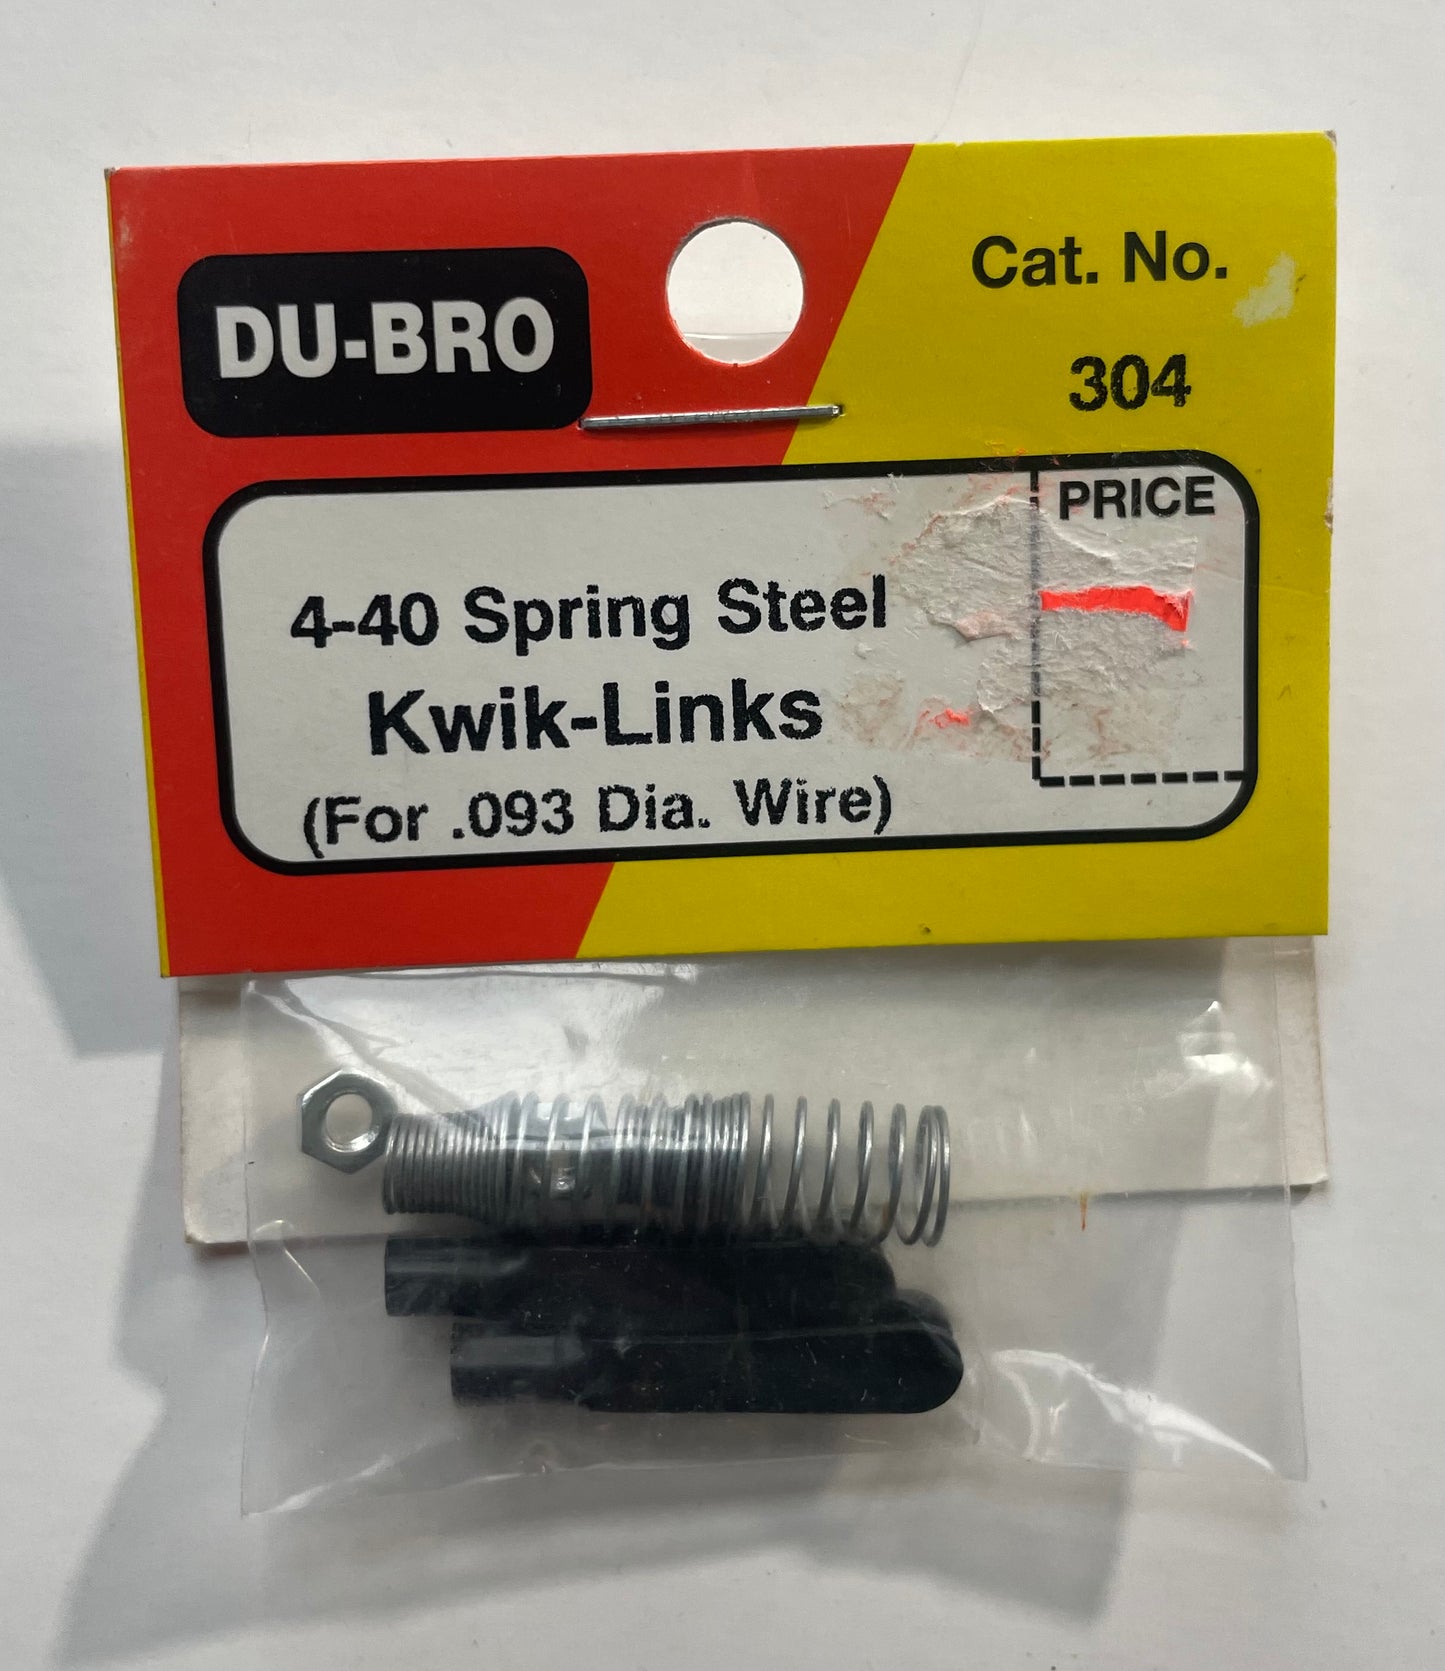 DU-BRO
Cat. No.
304
PRICE
4-40 Spring Steel
Kwik-Links
(For .093 Dia. Wire)